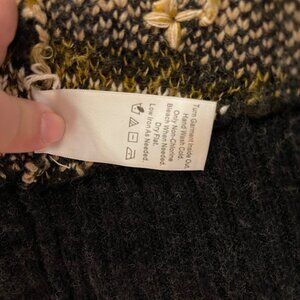 Turn Garment Inside Out.
Hand Wash Cold.
Only Non-Chlorine
Bleach When Needed.
Dry Flat.
Low Iron As Needed.